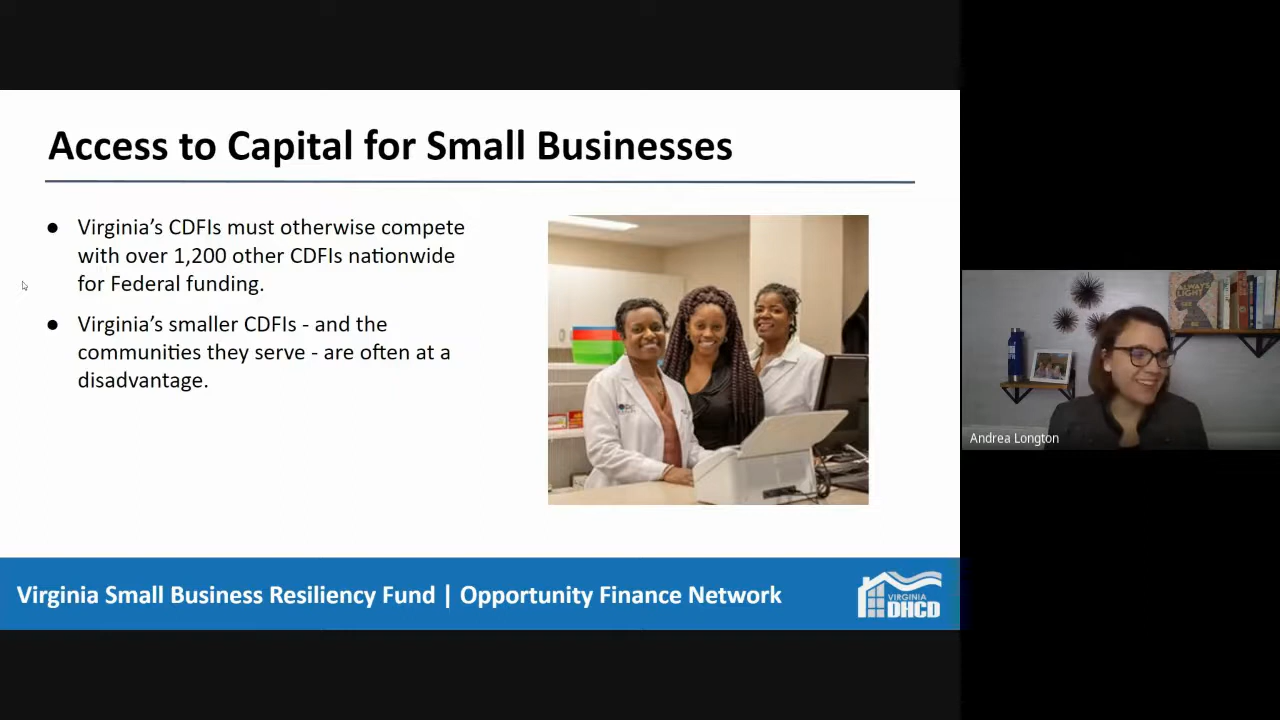 Access to Capital for Small Businesses
● Virginia’s CDFIs must otherwise compete
with over 1,200 other CDFIs nationwide
for Federal funding.
● Virginia’s smaller CDFIs - and the
communities they serve - are often at a
disadvantage.
ALWAYS
LIGHT
Andrea Longton
Virginia Small Business Resiliency Fund | Opportunity Finance Network
VIRGINIA
DHCD